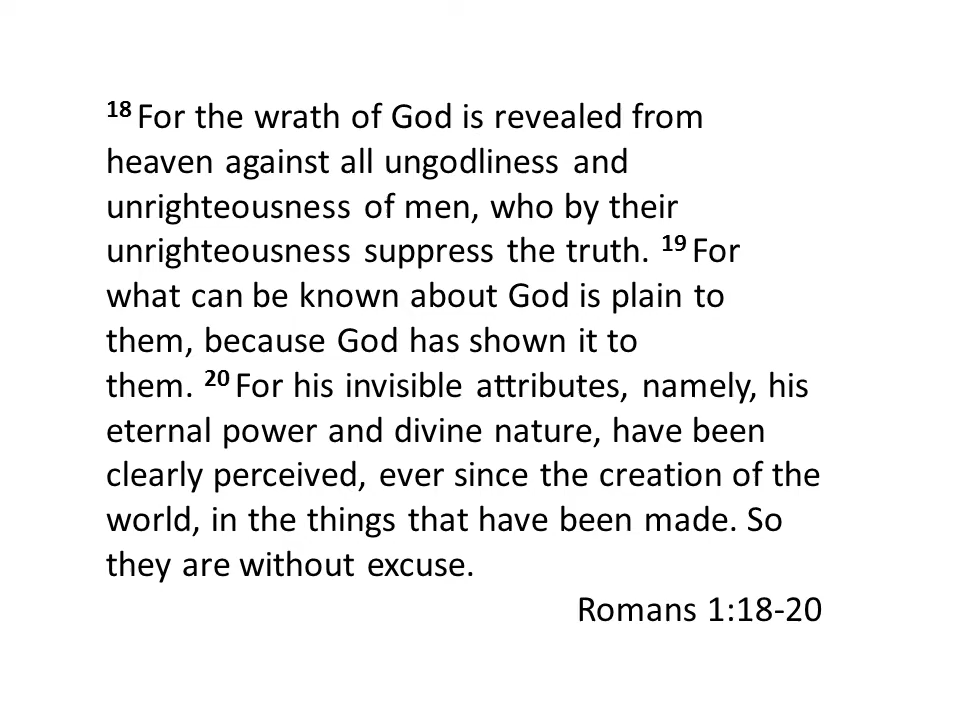 18 For the wrath of God is revealed from
heaven against all ungodliness and
unrighteousness of men, who by their
unrighteousness suppress the truth. 19 For
what can be known about God is plain to
them, because God has shown it to
them. 20 For his invisible attributes, namely, his
eternal power and divine nature, have been
clearly perceived, ever since the creation of the
world, in the things that have been made. So
they are without excuse.
Romans 1:18-20